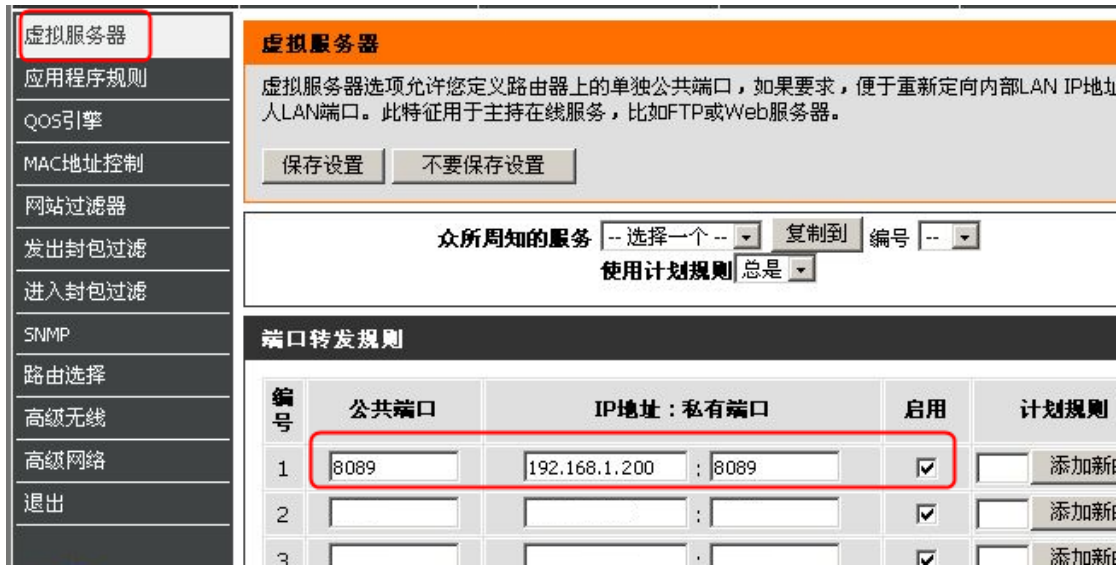 虚拟服务器
应用程序规则
QOS引擎
MAC地址控制
网站过滤器
发出封包过滤
进入封包过滤
SNMP
路由选择
高级无线
高级网络
退出
虚拟服务器
虚拟服务器选项允许您定义路由器上的单独公共端口，如果要求，便于重新定向内部LAN IP地址
人LAN端口。此特征用于主持在线服务，比如FTP或Web服务器。
保存设置 不要保存设置
众所周知的服务 -- 选择一个 -- 复制到 编号 --
使用计划规则 总是
端口转发规则
编号 公共端口 IP地址：私有端口 启用 计划规则
1 8089 192.168.1.200 : 8089 添加新的
2 : 添加新的
3 : 添加新的